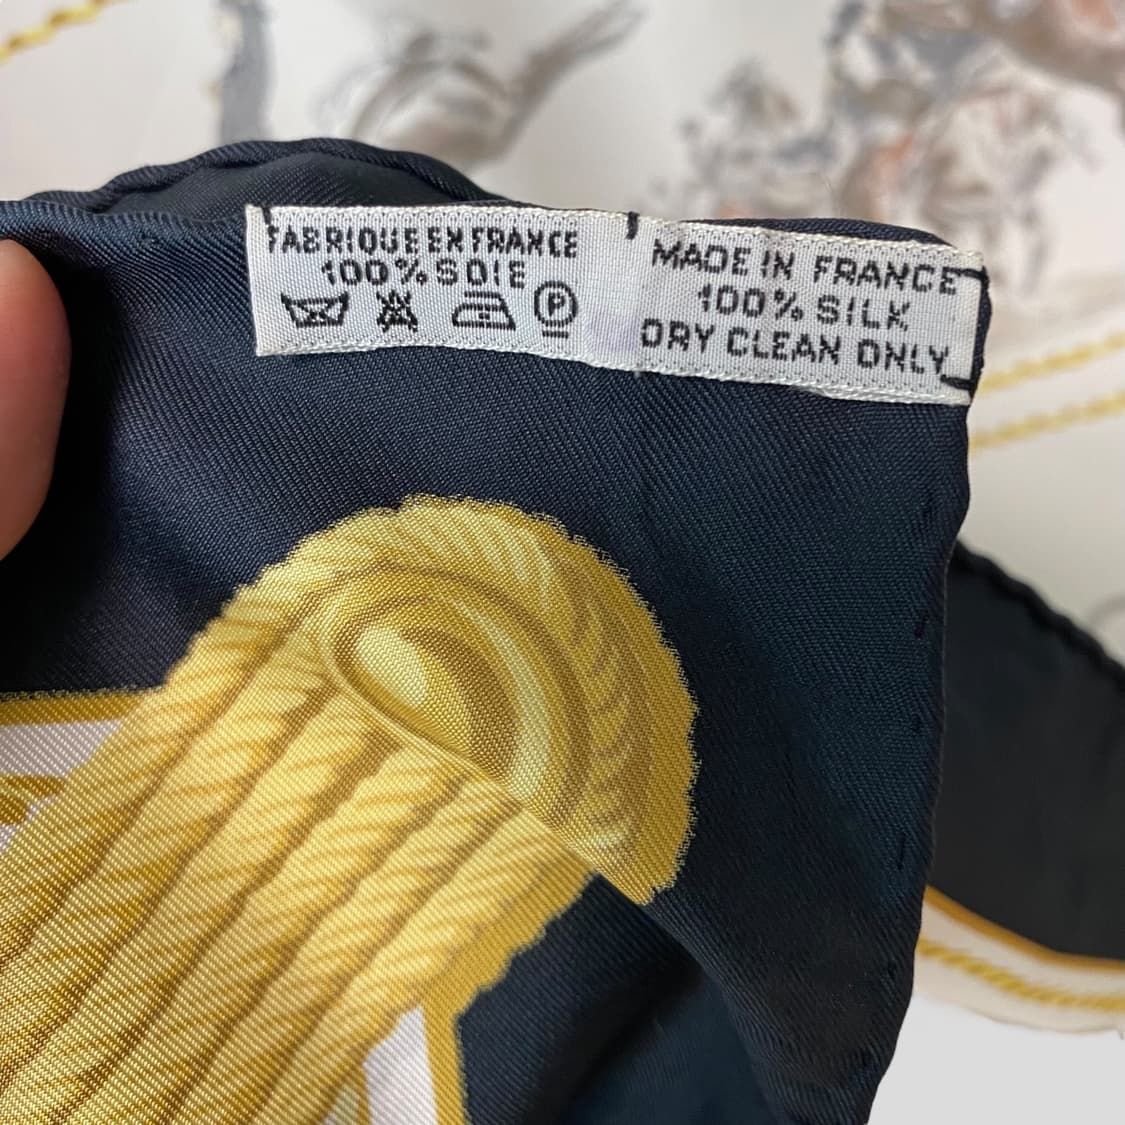 FABRIQUE EN FRANCE
100% SOIE
P
MADE IN FRANCE
100% SILK
DRY CLEAN ONLY